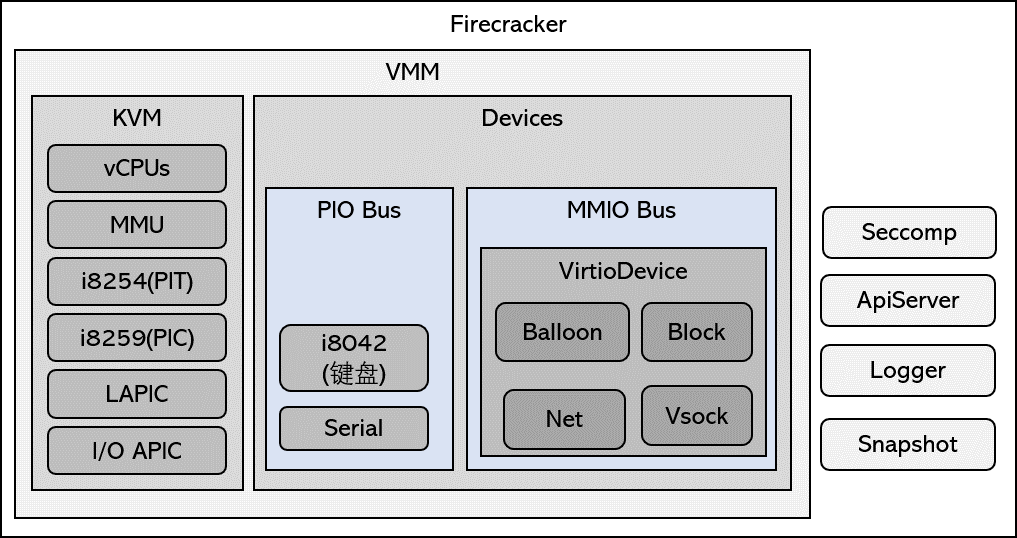 Firecracker
VMM
KVM
vCPUs
MMU
i8254(PIT)
i8259(PIC)
LAPIC
I/O APIC
Devices
PIO Bus
i8042
(键盘)
Serial
MMIO Bus
VirtioDevice
Balloon
Block
Net
Vsock
Seccomp
ApiServer
Logger
Snapshot